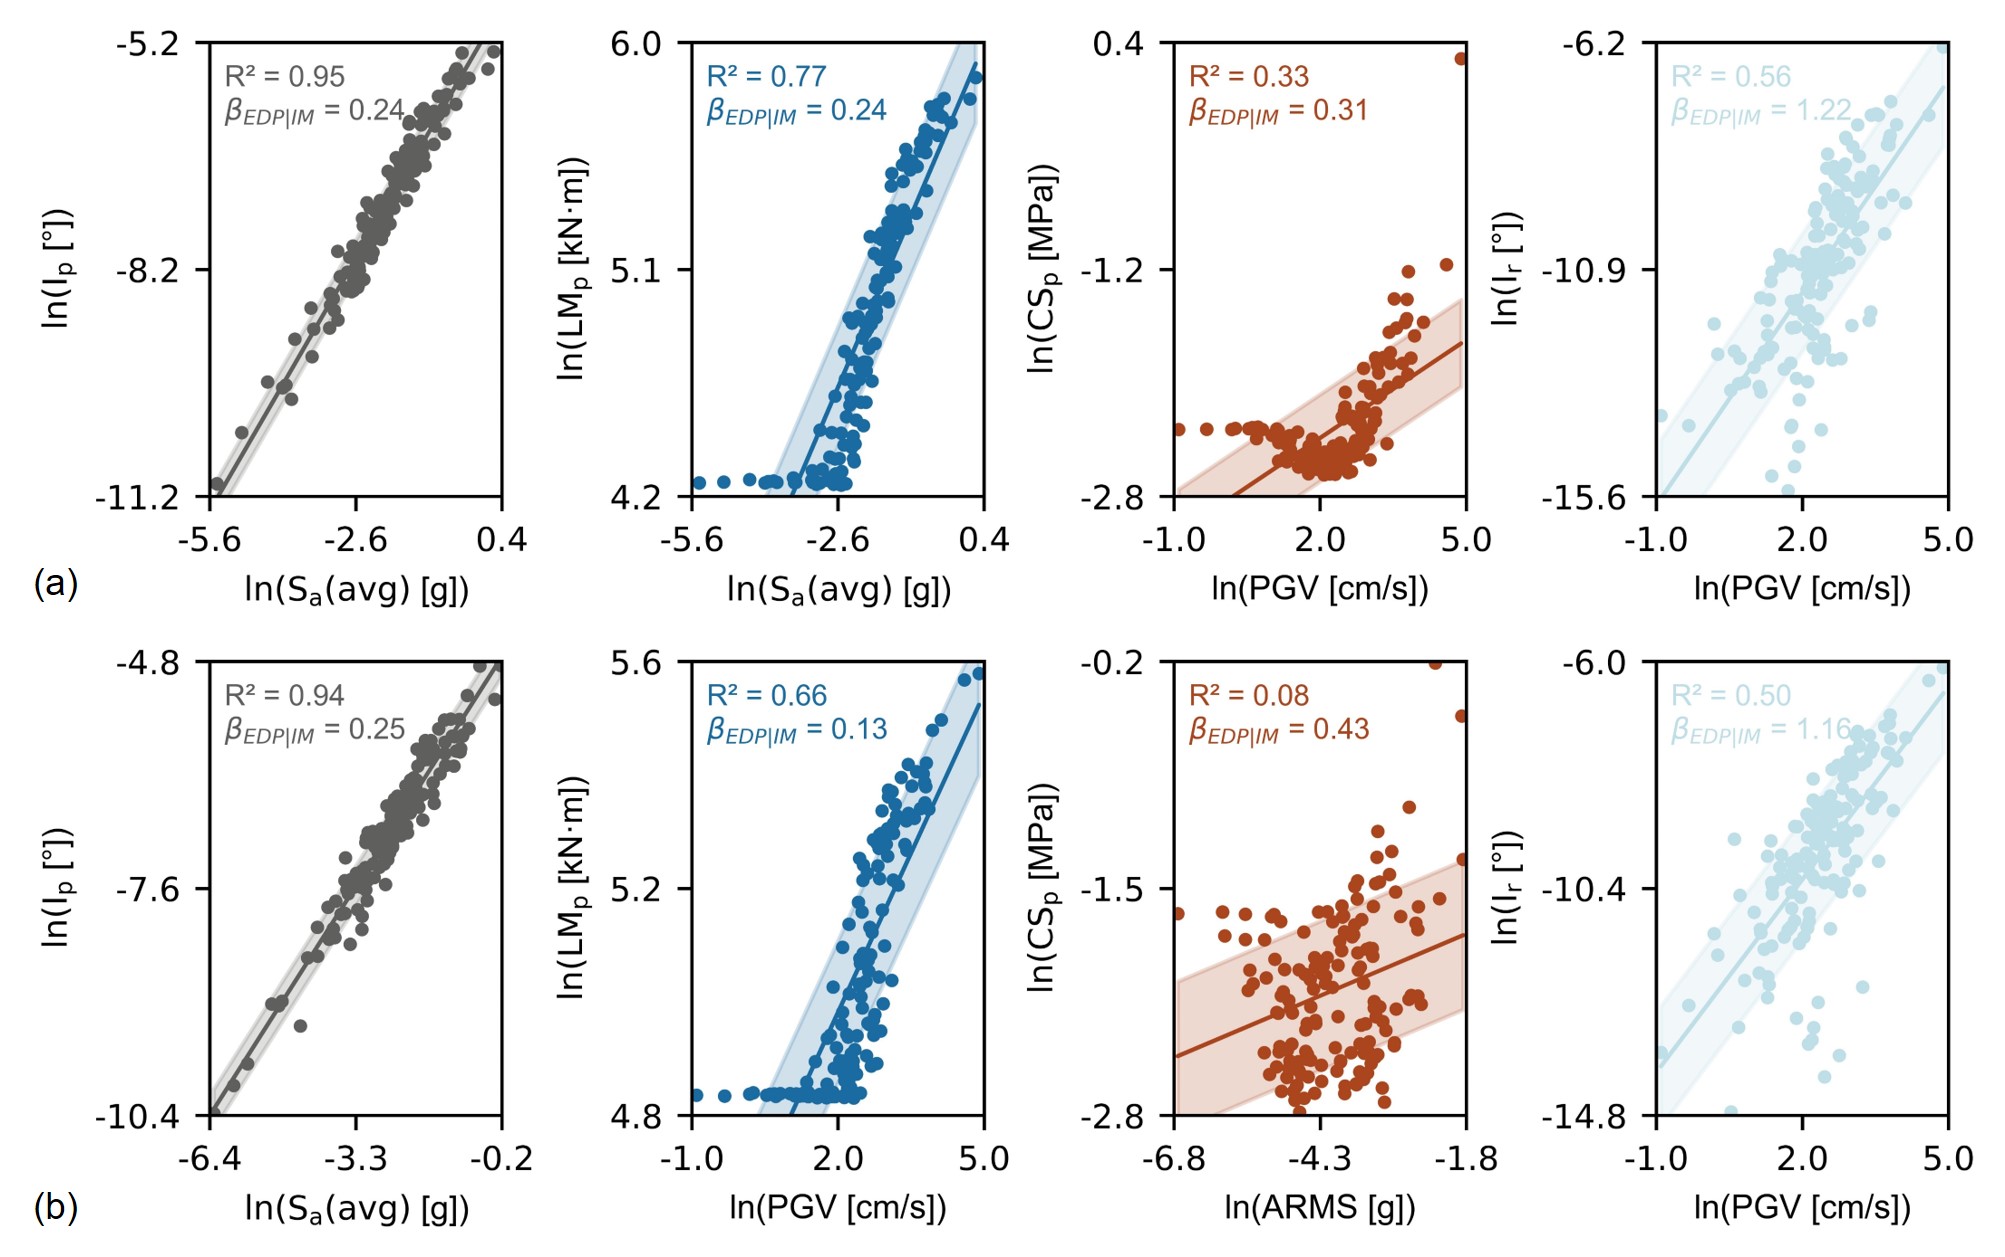 -5.2
R² = 0.95
βEDP|IM = 0.24
-8.2
ln(Ip [°])
-11.2
-5.6 -2.6 0.4
ln(Sa(avg) [g])
6.0
R² = 0.77
βEDP|IM = 0.24
5.1
ln(LMp [kN·m])
4.2
-5.6 -2.6 0.4
ln(Sa(avg) [g])
0.4
R² = 0.33
βEDP|IM = 0.31
-1.2
ln(CSp [MPa])
-2.8
-1.0 2.0 5.0
ln(PGV [cm/s])
-6.2
R² = 0.56
βEDP|IM = 1.22
-10.9
ln(Ir [°])
-15.6
-1.0 2.0 5.0
ln(PGV [cm/s])
(a)
-4.8
R² = 0.94
βEDP|IM = 0.25
-7.6
ln(Ip [°])
-10.4
-6.4 -3.3 -0.2
ln(Sa(avg) [g])
5.6
R² = 0.66
βEDP|IM = 0.13
5.2
ln(LMp [kN·m])
4.8
-1.0 2.0 5.0
ln(PGV [cm/s])
-0.2
R² = 0.08
βEDP|IM = 0.43
-1.5
ln(CSp [MPa])
-2.8
-6.8 -4.3 -1.8
ln(ARMS [g])
-6.0
R² = 0.50
βEDP|IM = 1.16
-10.4
ln(Ir [°])
-14.8
-1.0 2.0 5.0
ln(PGV [cm/s])
(b)